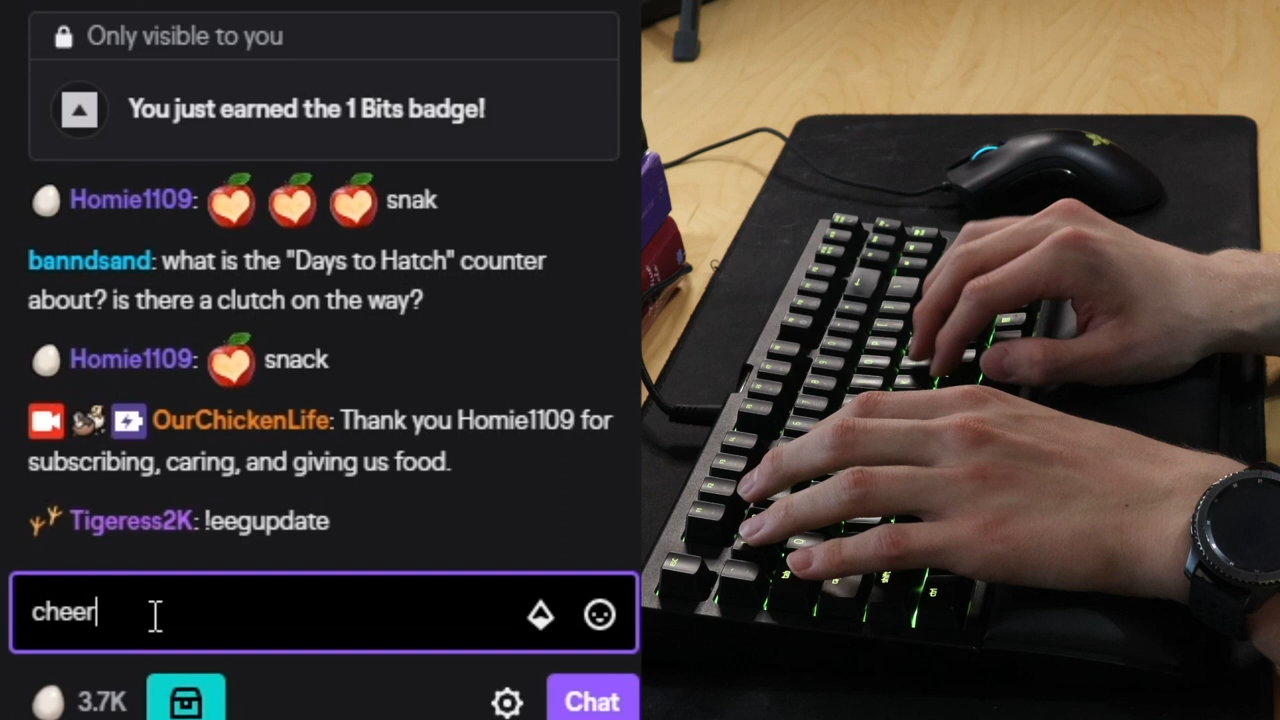 Only visible to you
You just earned the 1 Bits badge!
Homie1109: snak
banndsand: what is the "Days to Hatch" counter
about? is there a clutch on the way?
Homie1109: snack
OurChickenLife: Thank you Homie1109 for
subscribing, caring, and giving us food.
Tigeress2K: !eegupdate
cheer
3.7K
Chat